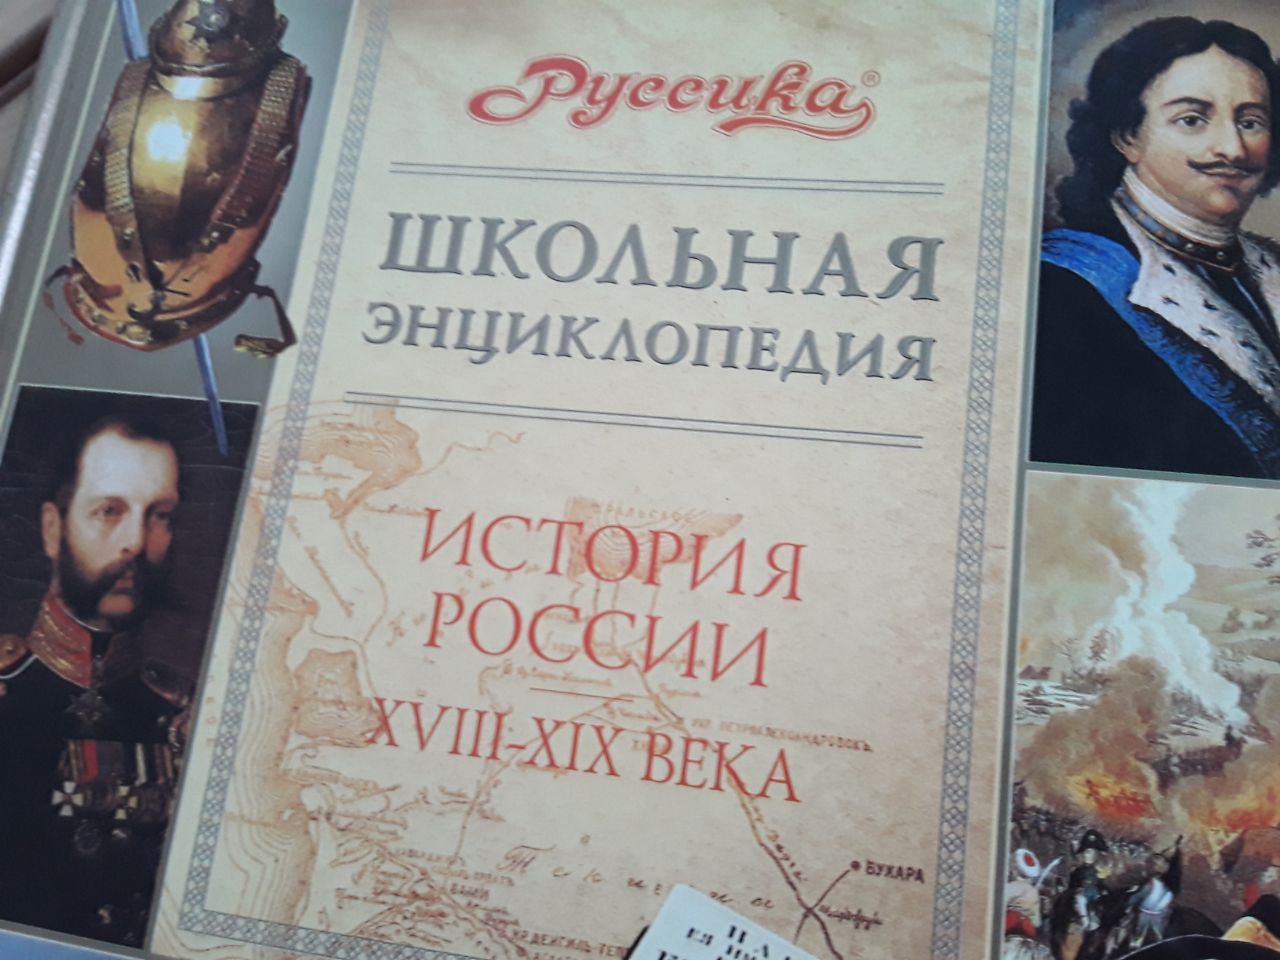 Руссика®
ШКОЛЬНАЯ
ЭНЦИКЛОПЕДИЯ
ИСТОРИЯ
РОССИИ
XVIII–XIX ВЕКА
БУХАРА